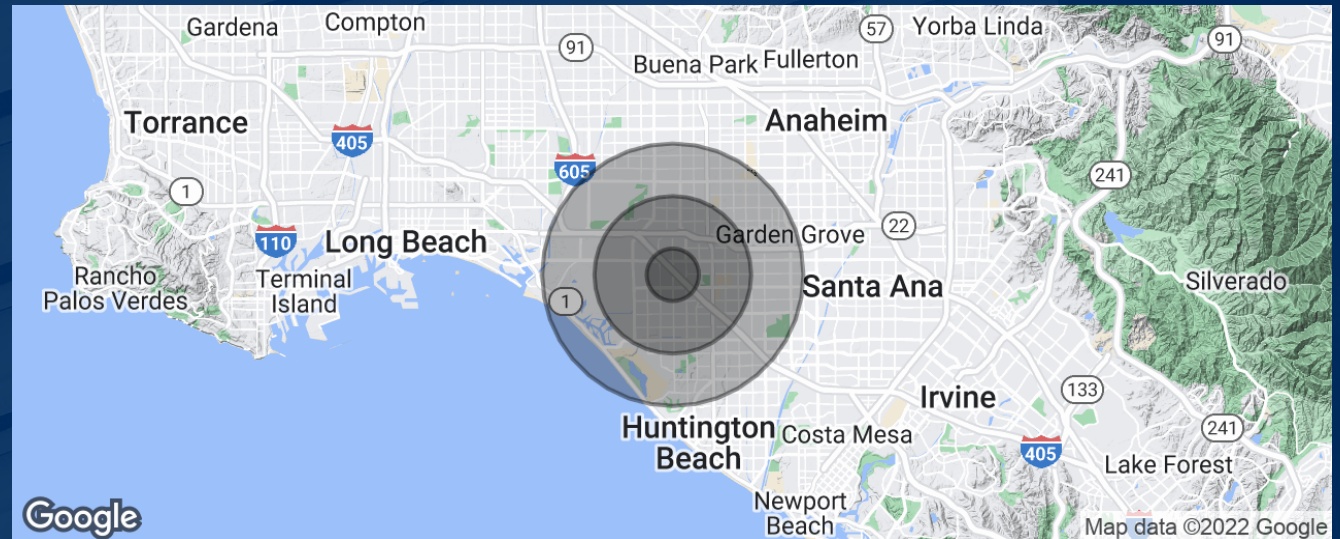 Gardena
Compton
91
57
Yorba Linda
91
Buena Park
Fullerton
Torrance
405
Anaheim
605
1
241
110
Long Beach
Garden Grove
22
Rancho
Palos Verdes
Terminal
Island
1
Santa Ana
Silverado
133
Irvine
Huntington
Beach
Costa Mesa
241
405
Lake Forest
Newport
Beach
Google
Map data ©2022 Google